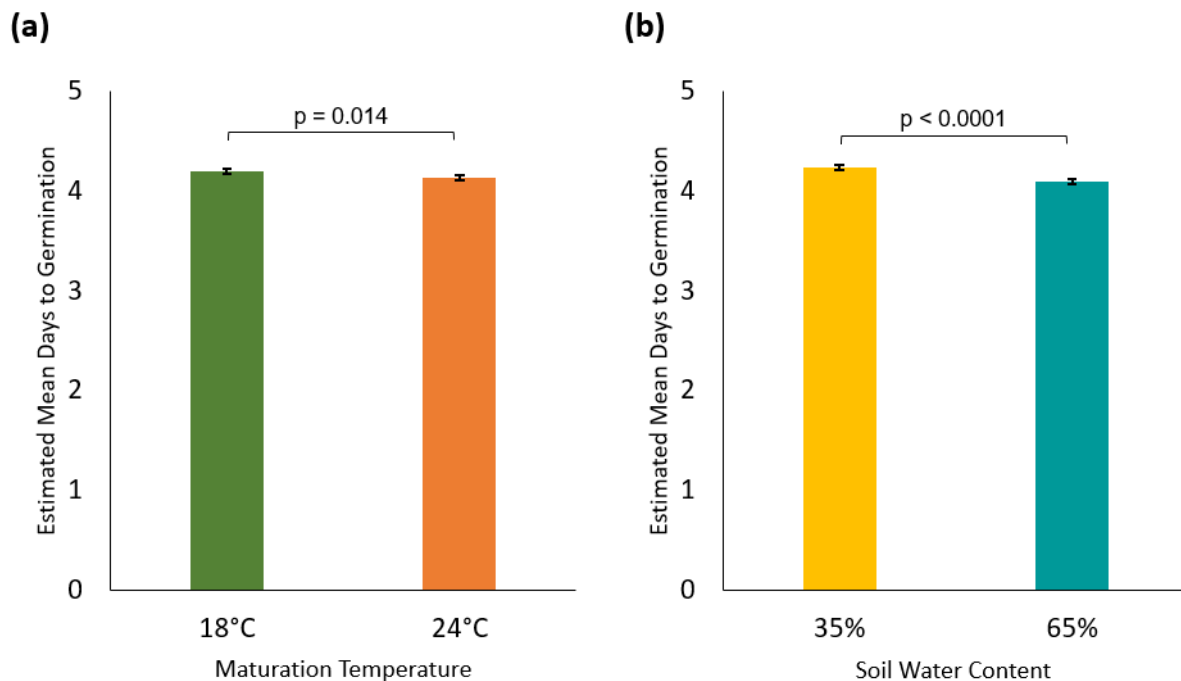 (a)
Estimated Mean Days to Germination
5
4
3
2
1
0
p = 0.014
18°C
24°C
Maturation Temperature
(b)
Estimated Mean Days to Germination
5
4
3
2
1
0
p < 0.0001
35%
65%
Soil Water Content